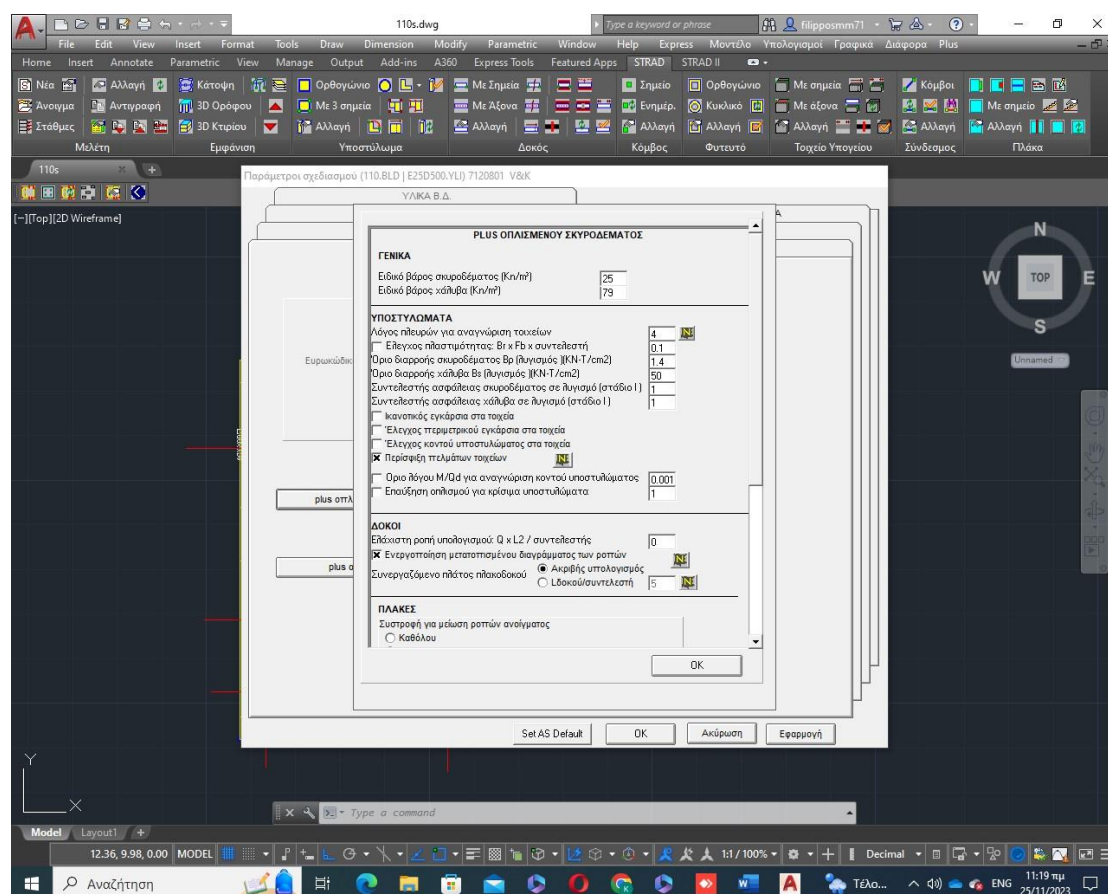 110s.dwg
Type a keyword or phrase
filipposmm71
File Edit View Insert Format Tools Draw Dimension Modify Parametric Window Help Express Μοντέλο Υπολογισμοί Γραφικά Διάφορα Plus
Home Insert Annotate Parametric View Manage Output Add-ins A360 Express Tools Featured Apps STRAD STRAD II
Νέα Αλλαγή Κάτοψη Ορθογώνιο Με Σημεία Σημείο Ορθογώνιο Με σημεία Κόμβοι
Άνοιγμα Αντιγραφή 3D Ορόφου Με 3 σημεία Με Άξονα Ενημέρ. Κυκλικό Με άξονα Με σημείο
Στάθμες 3D Κτιρίου Αλλαγή Αλλαγή Αλλαγή Αλλαγή Αλλαγή Αλλαγή Αλλαγή
Μελέτη Εμφάνιση Υποστύλωμα Δοκός Κόμβος Φυτευτό Τοιχείο Υπογείου Σύνδεσμος Πλάκα
110s
Παράμετροι σχεδιασμού (110.BLD | E25D500.YLI) 7120801 V&K
ΥΛΙΚΑ Β.Δ.
[−][Top][2D Wireframe]
Α
N
W TOP E
S
Unnamed
PLUS ΟΠΛΙΣΜΕΝΟΥ ΣΚΥΡΟΔΕΜΑΤΟΣ
ΓΕΝΙΚΑ
Ειδικό βάρος σκυροδέματος (Kn/m³) 25
Ειδικό βάρος χάλυβα (Kn/m³) 79
ΥΠΟΣΤΥΛΩΜΑΤΑ
Λόγος πλευρών για αναγνώριση τοιχείων 4
Ελεγχος πλαστιμότητας: Br x Fb x συντελεστή 0.1
Όριο διαρροής σκυροδέματος Bp (λυγισμός )(KN-T/cm2) 1.4
Όριο διαρροής χάλυβα Bs (λυγισμός )(KN-T/cm2) 50
Συντελεστής ασφάλειας σκυροδέματος σε λυγισμό (στάδιο Ι ) 1
Συντελεστής ασφάλειας χάλυβα σε λυγισμό (στάδιο Ι ) 1
Ικανοτικός εγκάρσια στα τοιχεία
Έλεγχος περιμετρικού εγκάρσια στα τοιχεία
Έλεγχος κοντού υποστυλώματος στα τοιχεία
Περίσφιξη πελμάτων τοιχείων
Οριο λόγου M/Qd για αναγνώριση κοντού υποστυλώματος 0.001
Επαύξηση οπλισμού για κρίσιμα υποστυλώματα 1
Ευρωκώδικ
plus οπλ
plus ο
ΔΟΚΟΙ
Ελάχιστη ροπή υπολογισμού: Q x L2 / συντελεστής 0
Ενεργοποίηση μετατοπισμένου διαγράμματος των ροπών
Συνεργαζόμενο πλάτος πλακοδοκού Ακριβής υπολογισμός
Lδοκού/συντελεστή 5
ΠΛΑΚΕΣ
Συστροφή για μείωση ροπών ανοίγματος
Καθόλου
OK
Set AS Default OK Ακύρωση Εφαρμογή
Y
X
Type a command
Model Layout1
12.36, 9.98, 0.00 MODEL 1:1 / 100% Decimal
Αναζήτηση Τέλο... ENG 11:19 πμ
25/11/2023